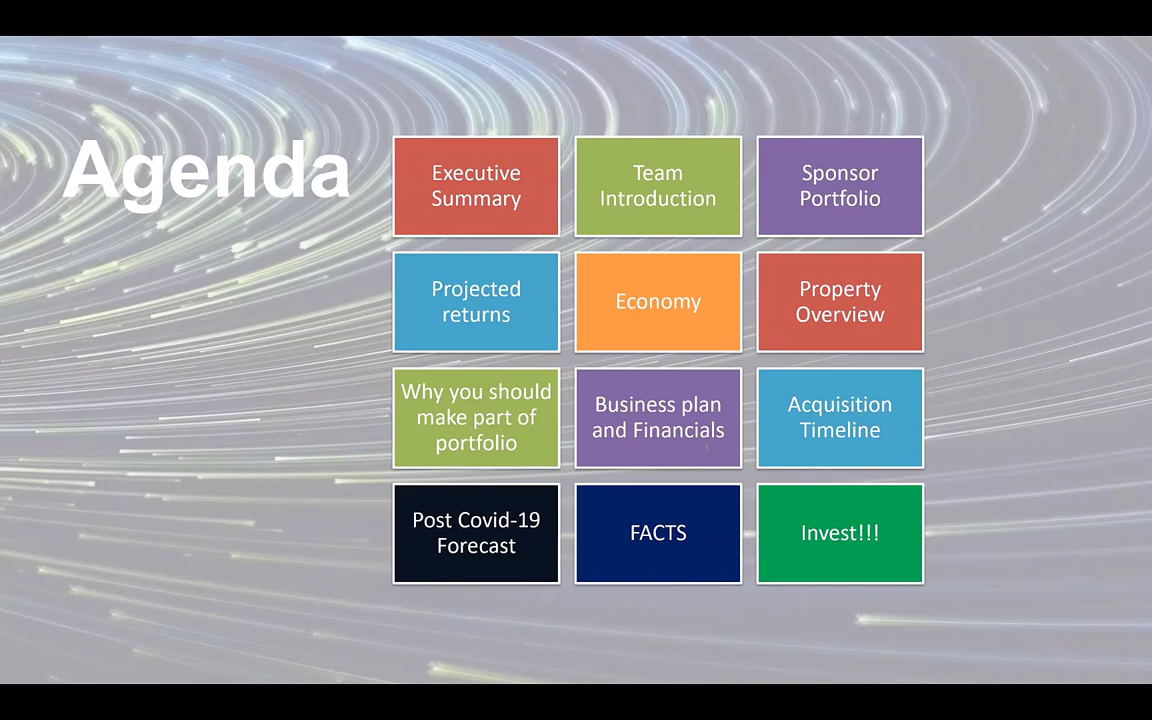 Agenda
Executive
Summary
Team
Introduction
Sponsor
Portfolio
Projected
returns
Economy
Property
Overview
Why you should
make part of
portfolio
Business plan
and Financials
3
Acquisition
Timeline
Post Covid-19
Forecast
FACTS
Invest!!!